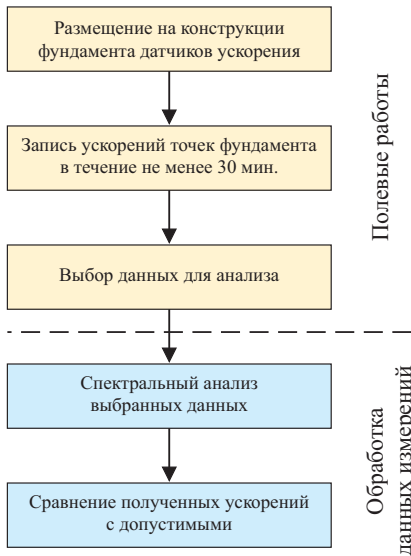 Размещение на конструкции
фундамента датчиков ускорения
Запись ускорений точек фундамента
в течение не менее 30 мин.
Выбор данных для анализа
Полевые работы
Спектральный анализ
выбранных данных
Сравнение полученных ускорений
с допустимыми
Обработка
данных измерений